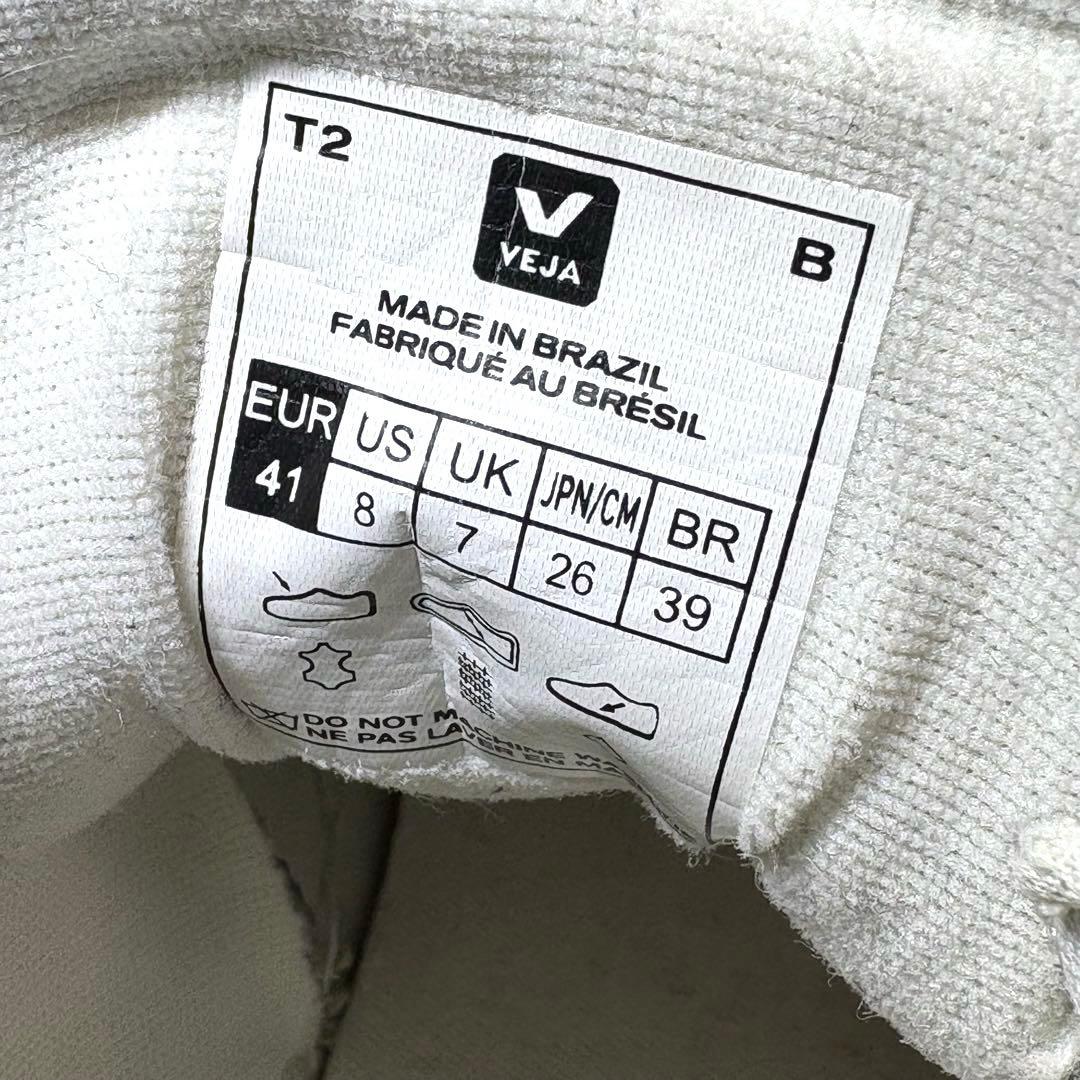 T2
V
VEJA
B
MADE IN BRAZIL
FABRIQUÉ AU BRÉSIL
EUR US UK JPN/CM BR
41 8 7 26 39
DO NOT MACHINE
NE PAS LAVER EN